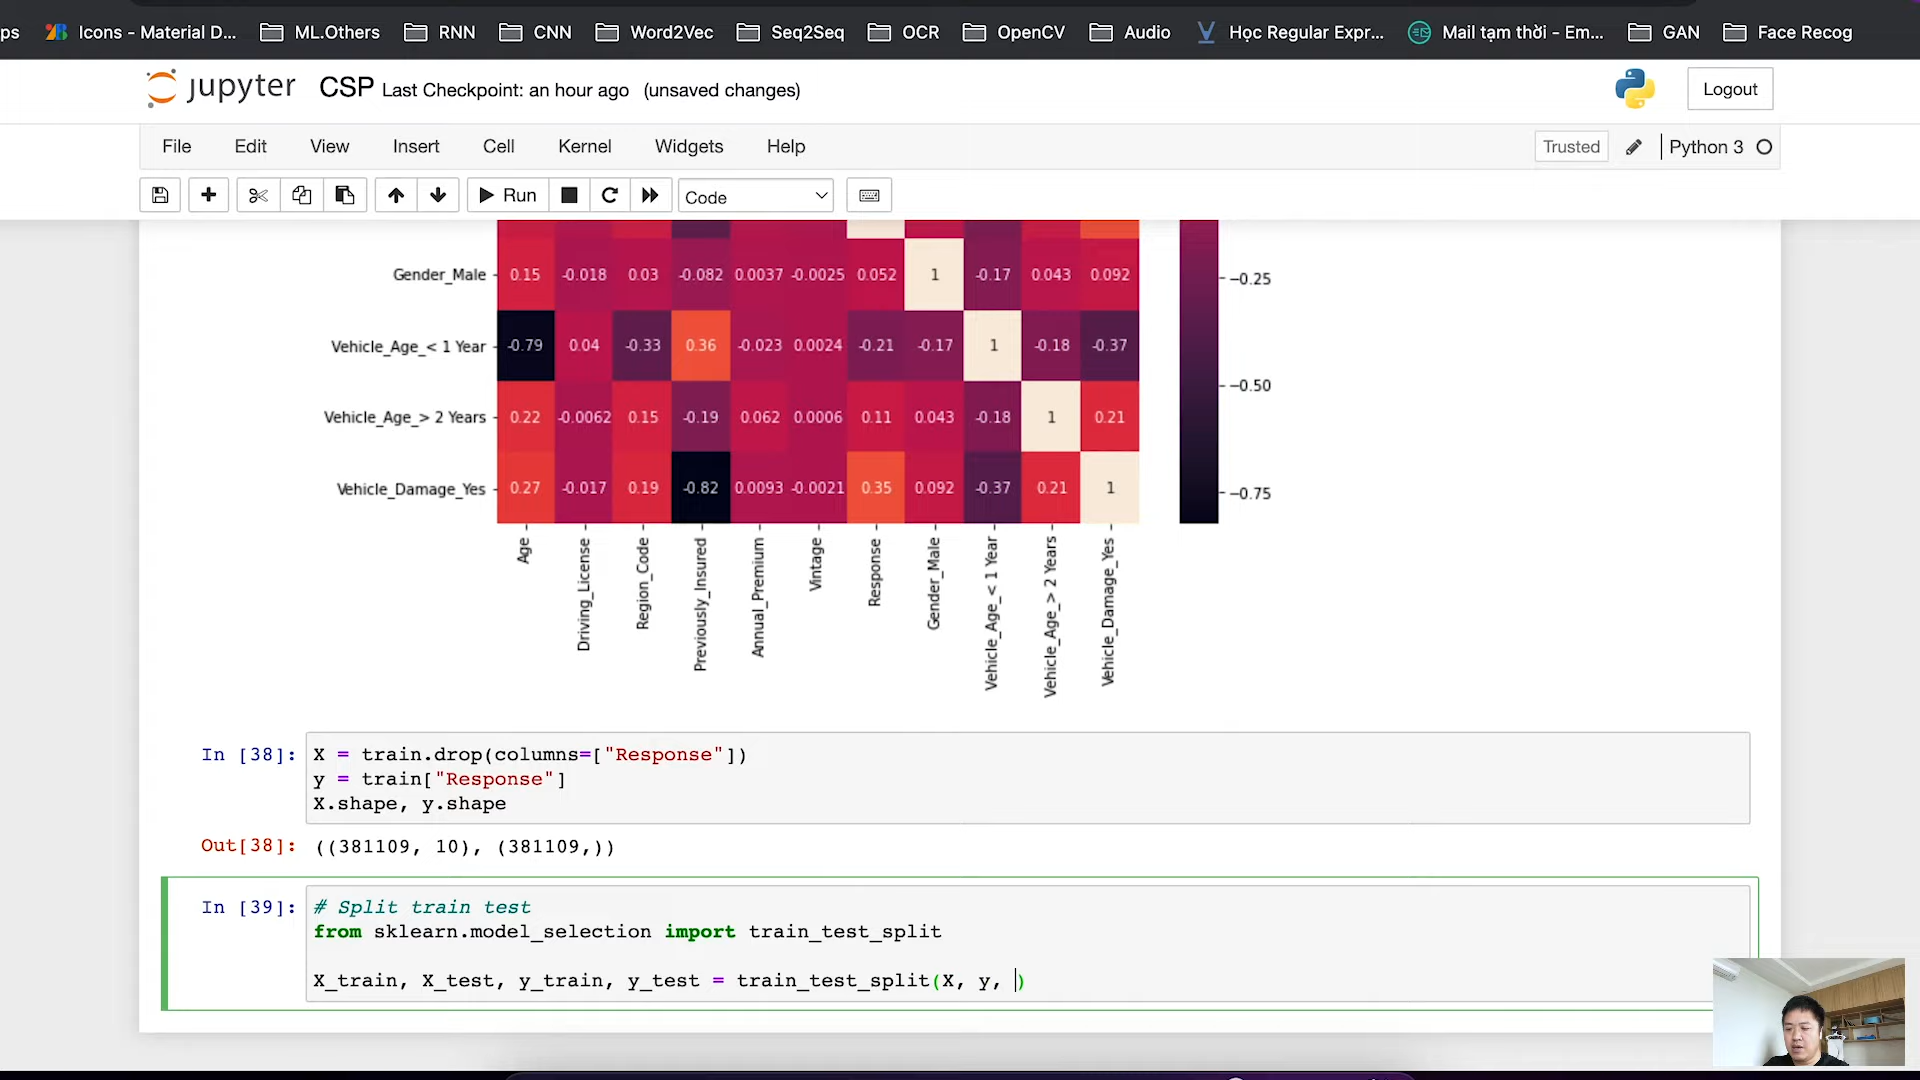 ps Icons - Material D... ML.Others RNN CNN Word2Vec Seq2Seq OCR OpenCV Audio Học Regular Expr... Mail tạm thời - Em... GAN Face Recog
jupyter CSP Last Checkpoint: an hour ago (unsaved changes) Logout
File Edit View Insert Cell Kernel Widgets Help Trusted Python 3
Run Code
Gender_Male 0.15 -0.018 0.03 -0.082 0.0037 -0.0025 0.052 1 -0.17 0.043 0.092
−0.25
Vehicle_Age_< 1 Year -0.79 0.04 -0.33 0.36 -0.023 0.0024 -0.21 -0.17 1 -0.18 -0.37
−0.50
Vehicle_Age_> 2 Years 0.22 -0.0062 0.15 -0.19 0.062 0.0006 0.11 0.043 -0.18 1 0.21
Vehicle_Damage_Yes 0.27 -0.017 0.19 -0.82 0.0093 -0.0021 0.35 0.092 -0.37 0.21 1
−0.75
Age
Driving_License
Region_Code
Previously_Insured
Annual_Premium
Vintage
Response
Gender_Male
Vehicle_Age_< 1 Year
Vehicle_Age_> 2 Years
Vehicle_Damage_Yes
In [38]: X = train.drop(columns=["Response"])
y = train["Response"]
X.shape, y.shape
Out[38]: ((381109, 10), (381109,))
In [39]: # Split train test
from sklearn.model_selection import train_test_split
X_train, X_test, y_train, y_test = train_test_split(X, y, )